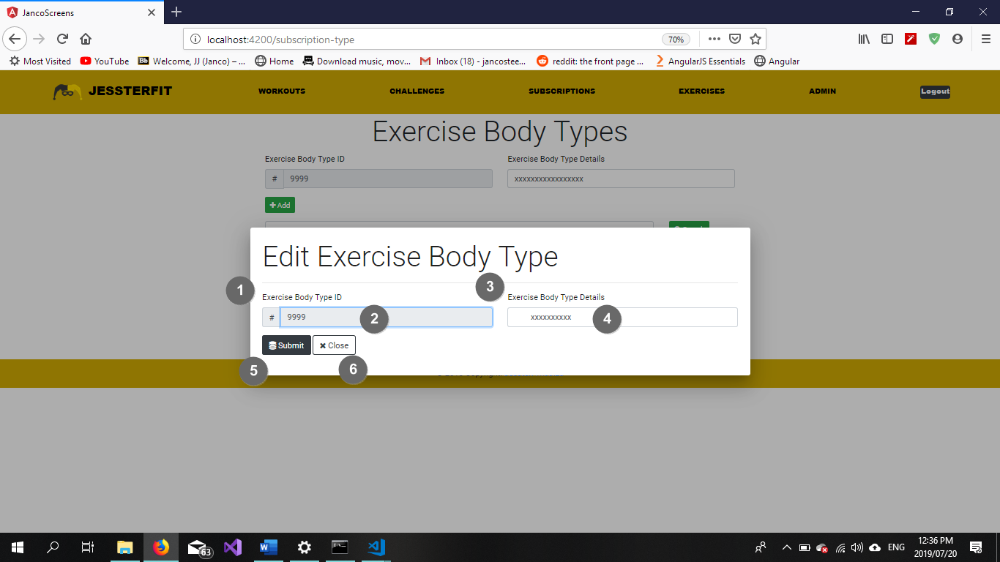 JancoScreens
localhost:4200/subscription-type
70%
Most Visited
YouTube
Bb Welcome, JJ (Janco) – ...
Home
Download music, mov...
Inbox (18) - jancostee...
reddit: the front page ...
AngularJS Essentials
Angular
JESSTERFIT
WORKOUTS
CHALLENGES
SUBSCRIPTIONS
EXERCISES
ADMIN
Logout
Exercise Body Types
Exercise Body Type ID
Exercise Body Type Details
# 9999
xxxxxxxxxxxxxxxxx
Add
Edit Exercise Body Type
1
3
Exercise Body Type ID
Exercise Body Type Details
# 9999
2
xxxxxxxxxx
4
Submit
Close
5
6
63
ENG
12:36 PM
2019/07/20